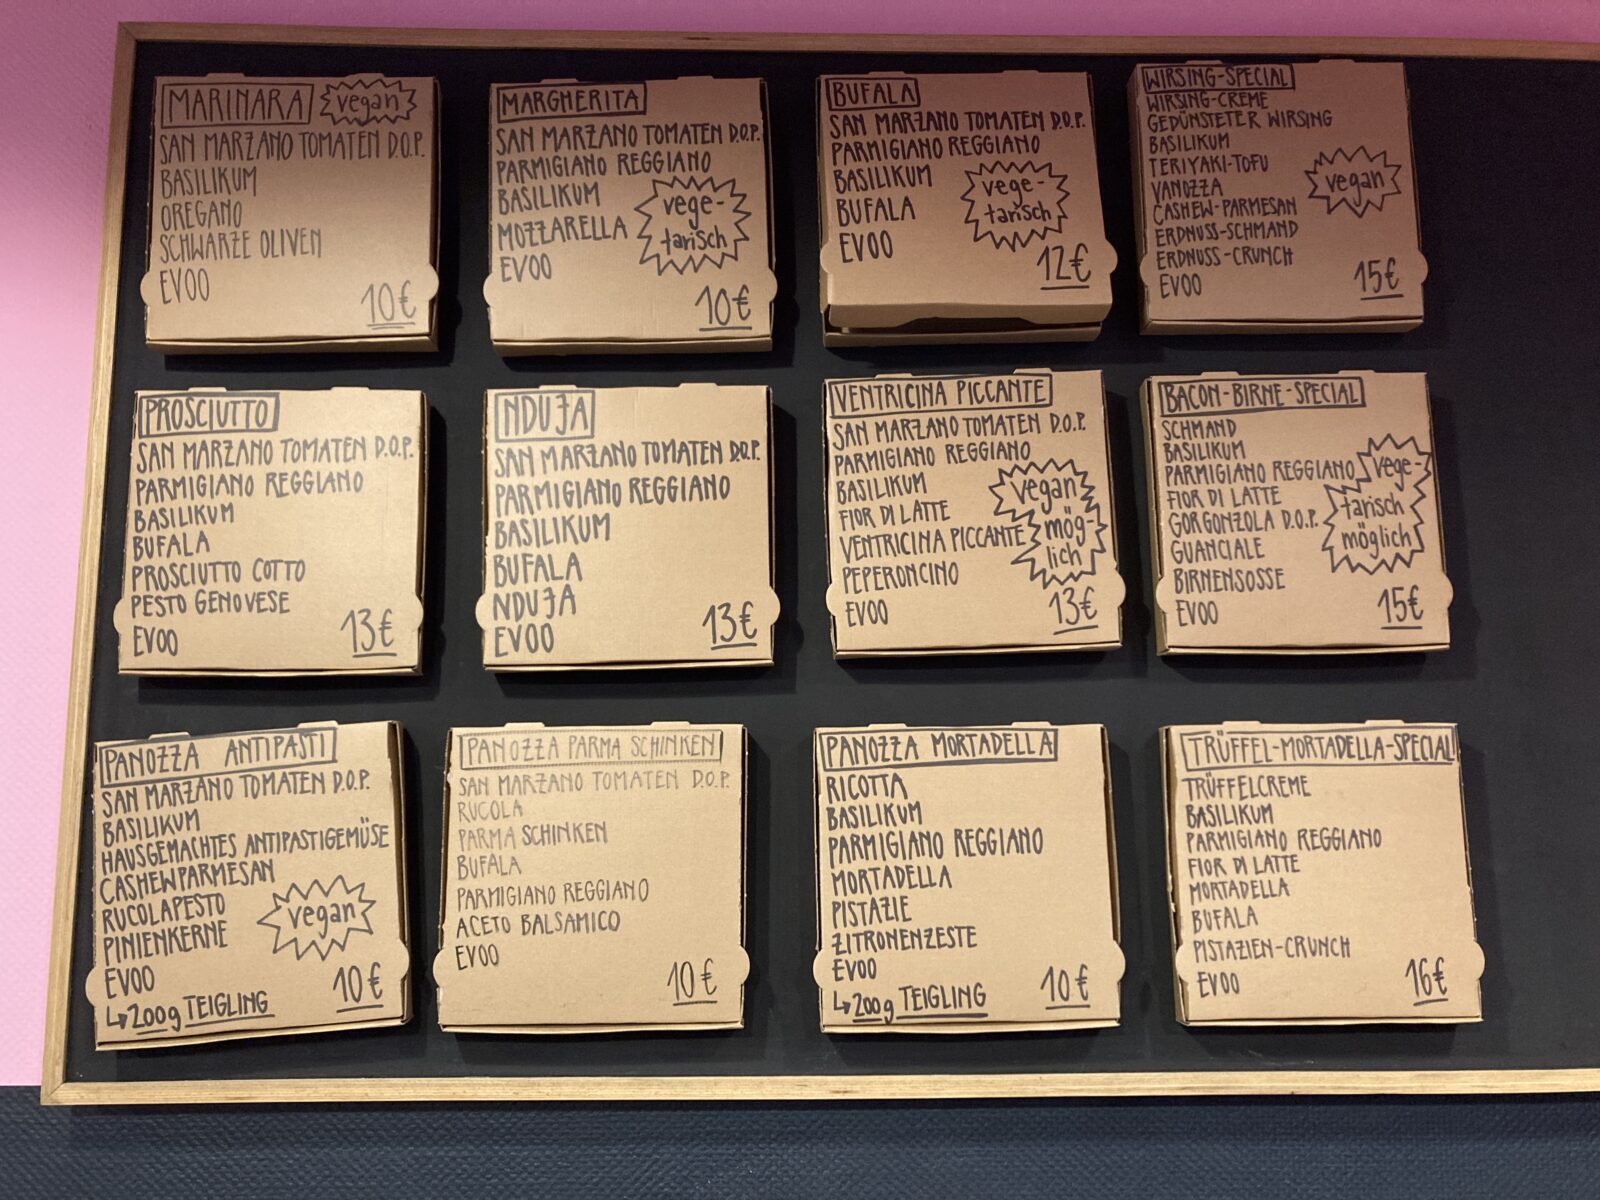 MARINARA vegan
SAN MARZANO TOMATEN D.O.P.
BASILIKUM
OREGANO
SCHWARZE OLIVEN
EVOO
10€
MARGHERITA
SAN MARZANO TOMATEN D.O.P.
PARMIGIANO REGGIANO
BASILIKUM
MOZZARELLA
EVOO
vege-
tarisch
10€
BUFALA
SAN MARZANO TOMATEN D.O.P.
PARMIGIANO REGGIANO
BASILIKUM
BUFALA
EVOO
vege-
tarisch
12€
WIRSING-SPECIAL
WIRSING-CREME
GEDÜNSTETER WIRSING
BASILIKUM
TERIYAKI-TOFU
VANOZZA
CASHEW-PARMESAN
ERDNUSS-SCHMAND
ERDNUSS-CRUNCH
EVOO
vegan
15€
PROSCIUTTO
SAN MARZANO TOMATEN D.O.P.
PARMIGIANO REGGIANO
BASILIKUM
BUFALA
PROSCIUTTO COTTO
PESTO GENOVESE
EVOO
13€
NDUJA
SAN MARZANO TOMATEN D.O.P.
PARMIGIANO REGGIANO
BASILIKUM
BUFALA
NDUJA
EVOO
13€
VENTRICINA PICCANTE
SAN MARZANO TOMATEN D.O.P.
PARMIGIANO REGGIANO
BASILIKUM
FIOR DI LATTE
VENTRICINA PICCANTE
PEPERONCINO
EVOO
vegan
mög-
lich
13€
BACON-BIRNE-SPECIAL
SCHMAND
BASILIKUM
PARMIGIANO REGGIANO
FIOR DI LATTE
GORGONZOLA D.O.P.
GUANCIALE
BIRNENSOSSE
EVOO
vege-
tarisch
möglich
15€
PANOZZA ANTIPASTI
SAN MARZANO TOMATEN D.O.P.
BASILIKUM
HAUSGEMACHTES ANTIPASTIGEMÜSE
CASHEWPARMESAN
RUCOLAPESTO
PINIENKERNE
EVOO
↳200g TEIGLING
vegan
10€
PANOZZA PARMA SCHINKEN
SAN MARZANO TOMATEN D.O.P.
RUCOLA
PARMA SCHINKEN
BUFALA
PARMIGIANO REGGIANO
ACETO BALSAMICO
EVOO
10€
PANOZZA MORTADELLA
RICOTTA
BASILIKUM
PARMIGIANO REGGIANO
MORTADELLA
PISTAZIE
ZITRONENZESTE
EVOO
↳200g TEIGLING
10€
TRÜFFEL-MORTADELLA-SPECIAL
TRÜFFELCREME
BASILIKUM
PARMIGIANO REGGIANO
FIOR DI LATTE
MORTADELLA
BUFALA
PISTAZIEN-CRUNCH
EVOO
16€